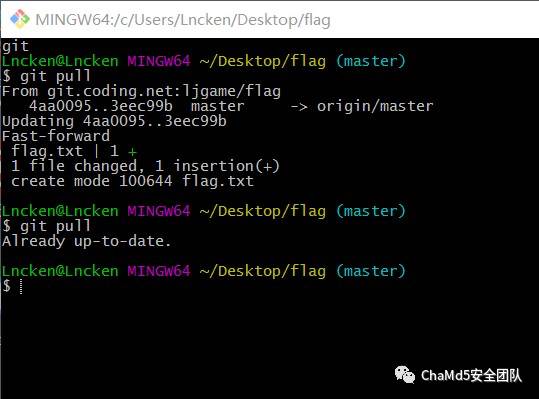 MINGW64:/c/Users/Lncken/Desktop/flag
git
Lncken@Lncken MINGW64 ~/Desktop/flag (master)
$ git pull
From git.coding.net:ljgame/flag
   4aa0095..3eec99b  master     -> origin/master
Updating 4aa0095..3eec99b
Fast-forward
 flag.txt | 1 +
 1 file changed, 1 insertion(+)
 create mode 100644 flag.txt
Lncken@Lncken MINGW64 ~/Desktop/flag (master)
$ git pull
Already up-to-date.
Lncken@Lncken MINGW64 ~/Desktop/flag (master)
$
ChaMd5安全团队